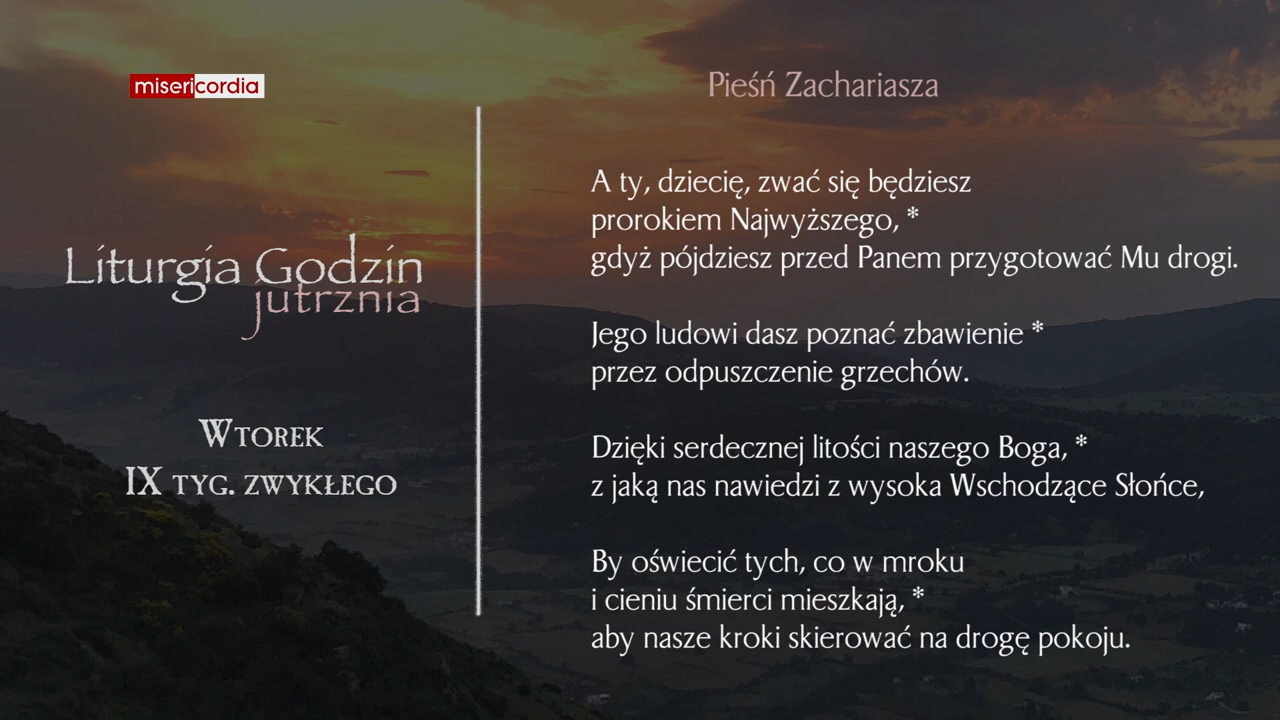 misericordia
Liturgia Godzin
jutrznia
Wtorek
IX tyg. zwykłego
Pieśń Zachariasza
A ty, dziecię, zwać się będziesz
prorokiem Najwyższego, *
gdyż pójdziesz przed Panem przygotować Mu drogi.
Jego ludowi dasz poznać zbawienie *
przez odpuszczenie grzechów.
Dzięki serdecznej litości naszego Boga, *
z jaką nas nawiedzi z wysoka Wschodzące Słońce,
By oświecić tych, co w mroku
i cieniu śmierci mieszkają, *
aby nasze kroki skierować na drogę pokoju.